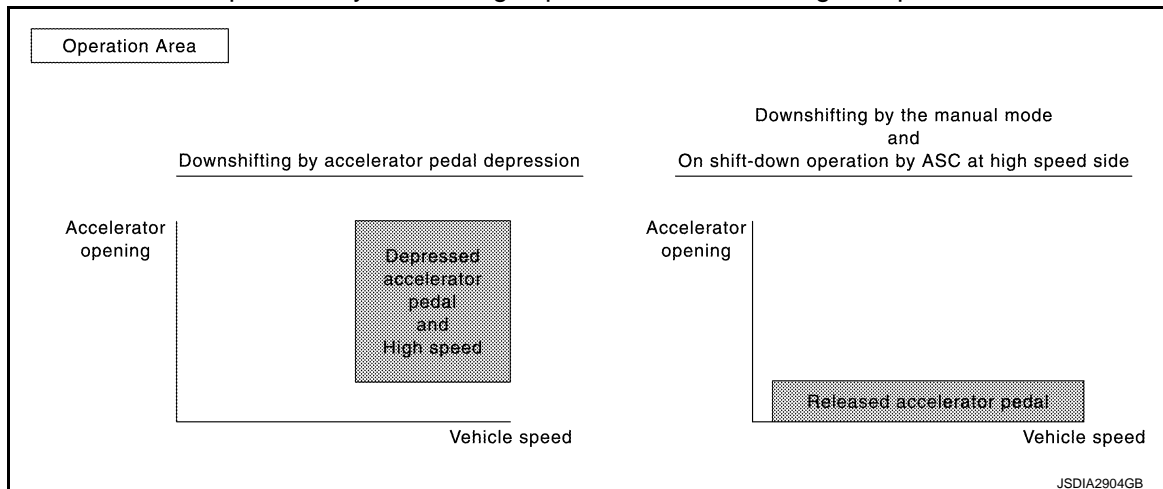 Operation Area
Downshifting by accelerator pedal depression
Accelerator
opening
Depressed
accelerator
pedal
and
High speed
Vehicle speed
Downshifting by the manual mode
and
On shift-down operation by ASC at high speed side
Accelerator
opening
Released accelerator pedal
Vehicle speed
JSDIA2904GB